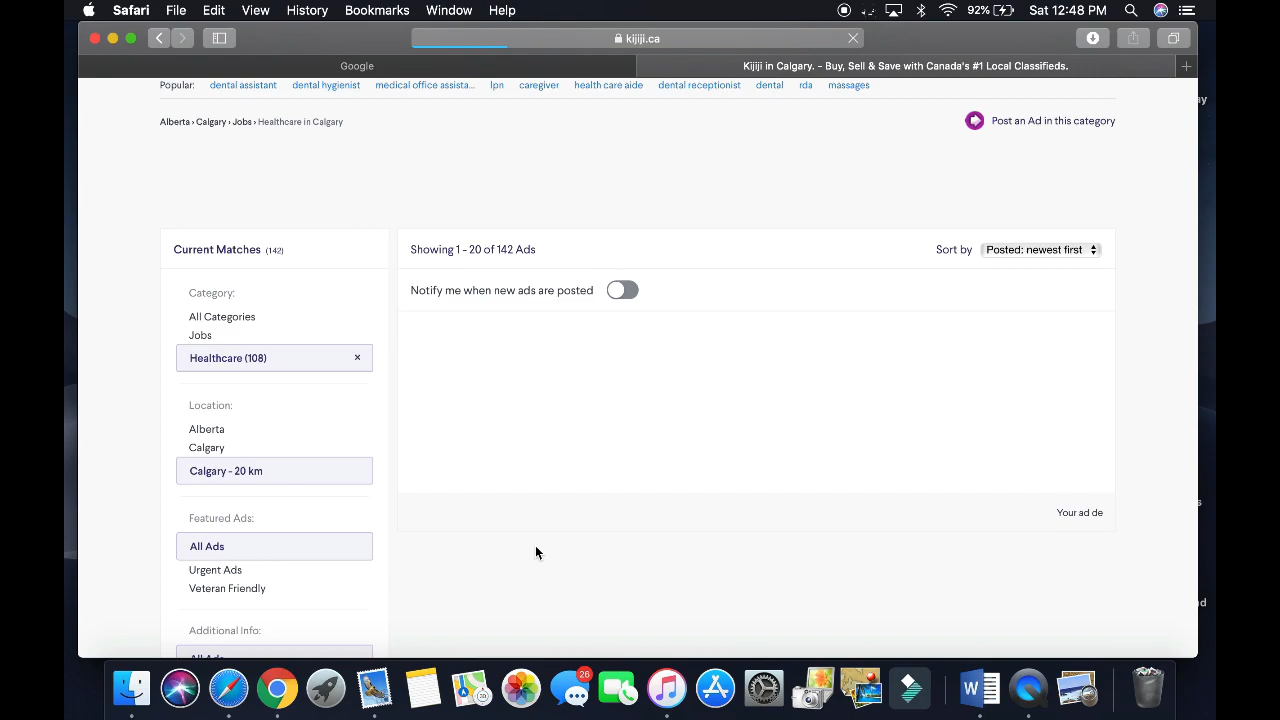 Safari File Edit View History Bookmarks Window Help 92% Sat 12:48 PM
kijiji.ca
Google
Kijiji in Calgary. - Buy, Sell & Save with Canada's #1 Local Classifieds.
Popular: dental assistant dental hygienist medical office assista... lpn caregiver health care aide dental receptionist dental rda massages
Alberta › Calgary › Jobs › Healthcare in Calgary
Post an Ad in this category
Current Matches (142)
Showing 1 - 20 of 142 Ads
Sort by Posted: newest first
Notify me when new ads are posted
Category:
All Categories
Jobs
Healthcare (108) ×
Location:
Alberta
Calgary
Calgary - 20 km
Your ad de
Featured Ads:
All Ads
Urgent Ads
Veteran Friendly
Additional Info:
26